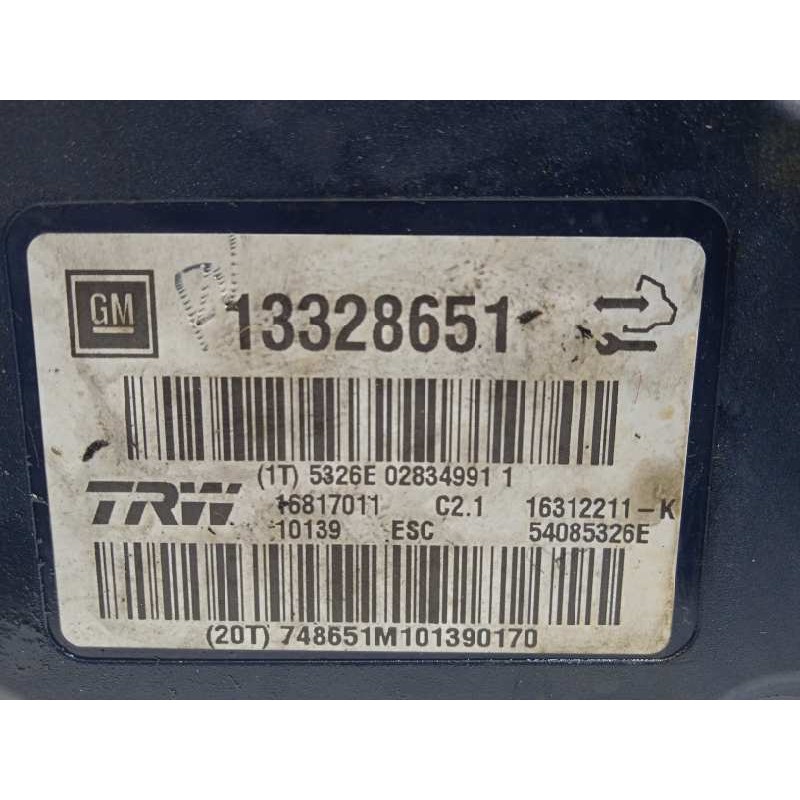 GM 13328651
(1T) 5326E 02834991 1
TRW 16817011 C2.1 16312211-K
10139 ESC 54085326E
(20T) 748651M101390170